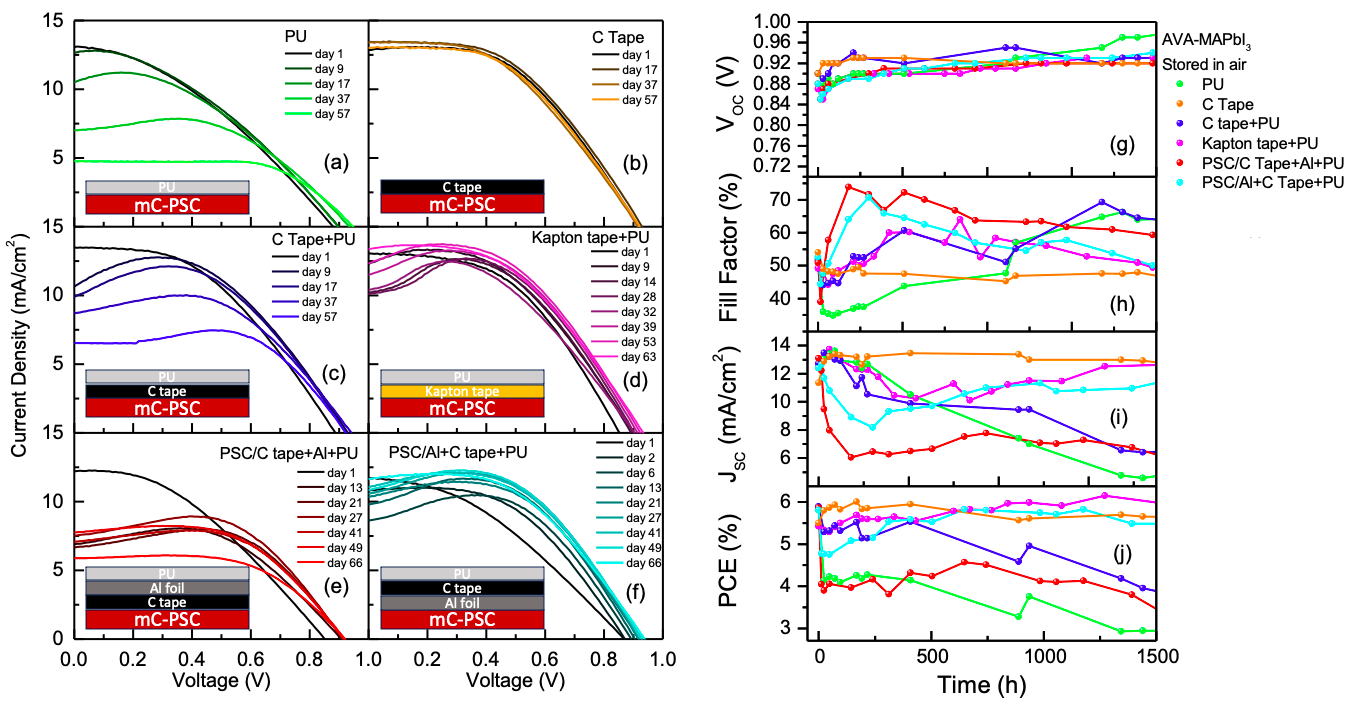 Current Density (mA/cm²)
15
10
5
PU
day 1
day 9
day 17
day 37
day 57
(a)
PU
mC-PSC
C Tape
day 1
day 17
day 37
day 57
(b)
C tape
mC-PSC
15
10
5
C Tape+PU
day 1
day 9
day 17
day 37
day 57
(c)
PU
C tape
mC-PSC
Kapton tape+PU
day 1
day 9
day 14
day 28
day 32
day 39
day 53
day 63
(d)
PU
Kapton tape
mC-PSC
15
10
5
0
PSC/C tape+Al+PU
day 1
day 13
day 21
day 27
day 41
day 49
day 66
(e)
PU
Al foil
C tape
mC-PSC
PSC/Al+C tape+PU
day 1
day 2
day 6
day 13
day 21
day 27
day 41
day 49
day 66
(f)
PU
C tape
Al foil
mC-PSC
0.0 0.2 0.4 0.6 0.8 1.0 0.2 0.4 0.6 0.8 1.0
Voltage (V) Voltage (V)
V_OC (V)
1.00
0.96
0.92
0.88
0.84
0.80
0.76
0.72
(g)
Fill Factor (%)
70
60
50
40
(h)
J_SC (mA/cm²)
14
12
10
8
6
(i)
PCE (%)
6
5
4
3
(j)
0 500 1000 1500
Time (h)
AVA-MAPbI₃
Stored in air
PU
C Tape
C tape+PU
Kapton tape+PU
PSC/C Tape+Al+PU
PSC/Al+C Tape+PU